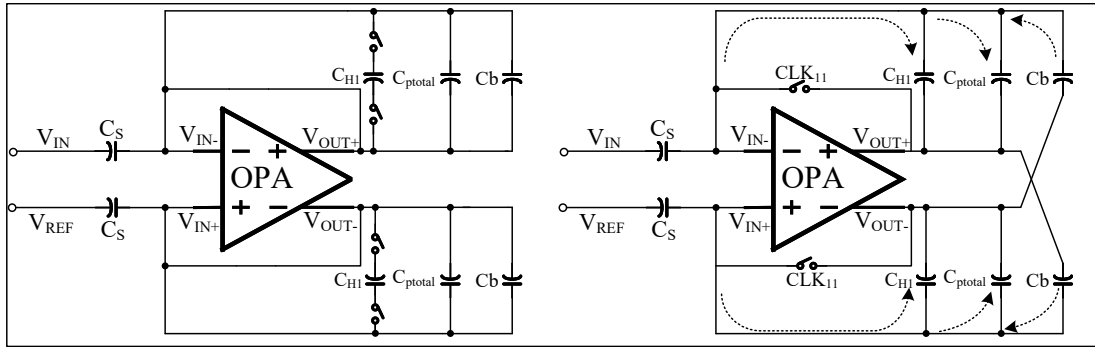 C_H1 C_ptotal Cb
V_IN C_S V_IN- − + V_OUT+
OPA
V_REF C_S V_IN+ + − V_OUT-
C_H1 C_ptotal Cb
CLK_11 C_H1 C_ptotal Cb
V_IN C_S V_IN- − + V_OUT+
OPA
V_REF C_S V_IN+ + − V_OUT-
CLK_11 C_H1 C_ptotal Cb